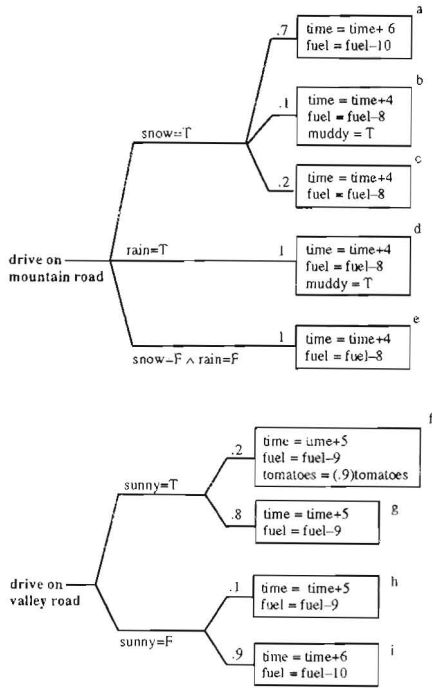 a
.7
time = time+ 6
fuel = fuel–10
b
.1
time = time+4
fuel = fuel–8
muddy = T
snow=T
c
.2
time = time+4
fuel = fuel–8
d
drive on
mountain road
rain=T
1
time = time+4
fuel = fuel–8
muddy = T
e
1
time = time+4
fuel = fuel–8
snow=F ∧ rain=F
f
.2
time = time+5
fuel = fuel–9
tomatoes = (.9)tomatoes
sunny=T
g
.8
time = time+5
fuel = fuel–9
drive on
valley road
h
.1
time = time+5
fuel = fuel–9
sunny=F
i
.9
time = time+6
fuel = fuel–10